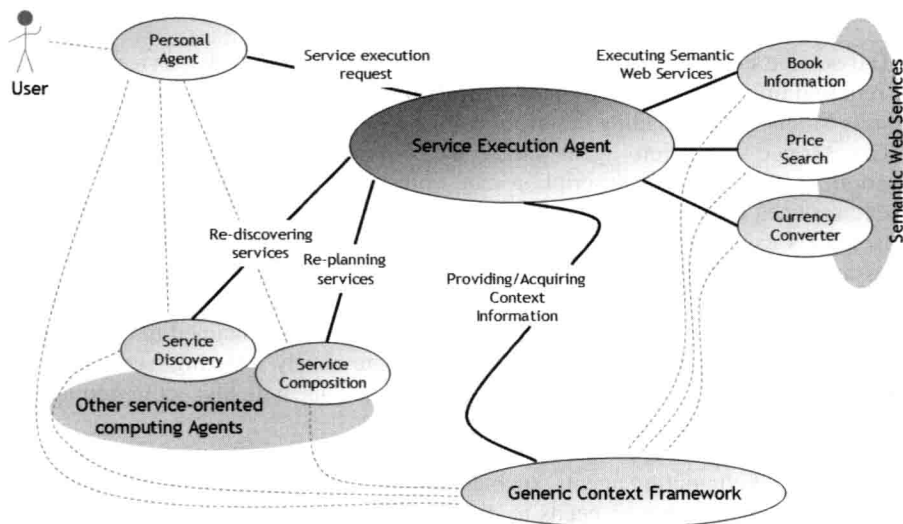 Personal
Agent
User
Service execution
request
Executing Semantic
Web Services
Book
Information
Service Execution Agent
Price
Search
Currency
Converter
Semantic Web Services
Re-discovering
services
Re-planning
services
Providing/Acquiring
Context
Information
Service
Discovery
Service
Composition
Other service-oriented
computing Agents
Generic Context Framework